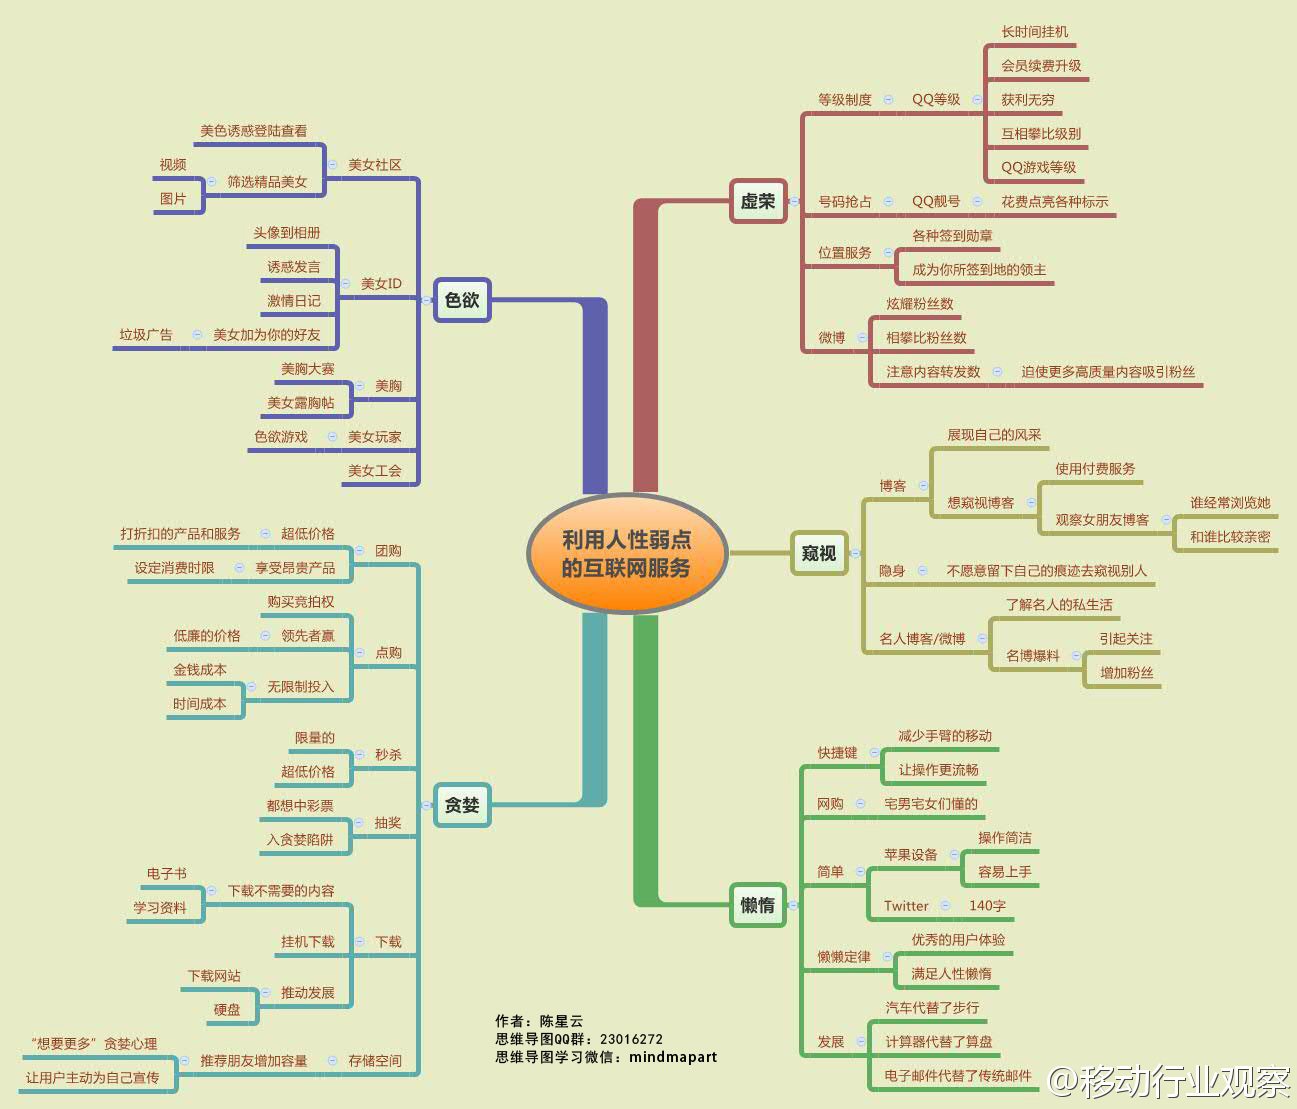 利用人性弱点
的互联网服务
虚荣
等级制度
QQ等级
长时间挂机
会员续费升级
获利无穷
互相攀比级别
QQ游戏等级
号码抢占
QQ靓号
花费点亮各种标示
位置服务
各种签到勋章
成为你所签到地的领主
微博
炫耀粉丝数
相攀比粉丝数
注意内容转发数
迫使更多高质量内容吸引粉丝
窥视
博客
展现自己的风采
想窥视博客
使用付费服务
观察女朋友博客
谁经常浏览她
和谁比较亲密
隐身
不愿意留下自己的痕迹去窥视别人
名人博客/微博
了解名人的私生活
名博爆料
引起关注
增加粉丝
懒惰
快捷键
减少手臂的移动
让操作更流畅
网购
宅男宅女们懂的
简单
苹果设备
操作简洁
容易上手
Twitter
140字
懒懒定律
优秀的用户体验
满足人性懒惰
发展
汽车代替了步行
计算器代替了算盘
电子邮件代替了传统邮件
色欲
美女社区
美色诱惑登陆查看
筛选精品美女
视频
图片
美女ID
头像到相册
诱惑发言
激情日记
美女加为你的好友
垃圾广告
美胸
美胸大赛
美女露胸帖
美女玩家
色欲游戏
美女工会
贪婪
团购
超低价格
打折扣的产品和服务
享受昂贵产品
设定消费时限
点购
购买竞拍权
领先者赢
低廉的价格
无限制投入
金钱成本
时间成本
秒杀
限量的
超低价格
抽奖
都想中彩票
入贪婪陷阱
下载
下载不需要的内容
电子书
学习资料
挂机下载
推动发展
下载网站
硬盘
存储空间
推荐朋友增加容量
“想要更多”贪婪心理
让用户主动为自己宣传
作者：陈星云
思维导图QQ群：23016272
思维导图学习微信：mindmapart
@移动行业观察